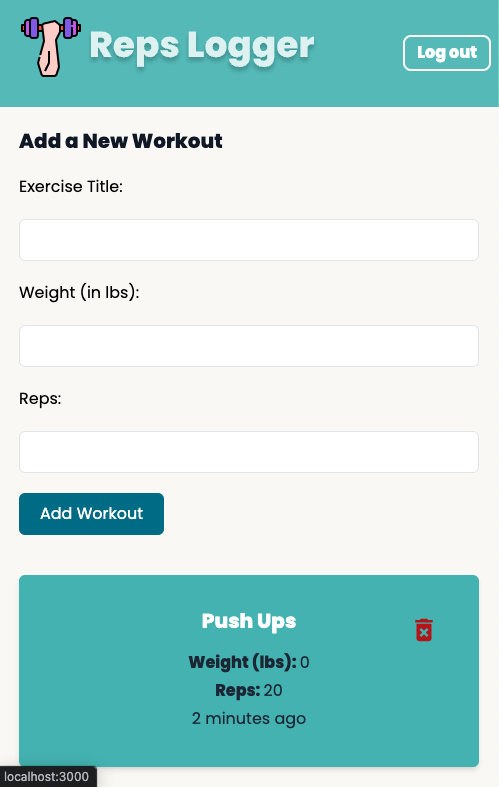 Reps Logger
Log out
Add a New Workout
Exercise Title:
Weight (in lbs):
Reps:
Add Workout
Push Ups
Weight (lbs): 0
Reps: 20
2 minutes ago
localhost:3000